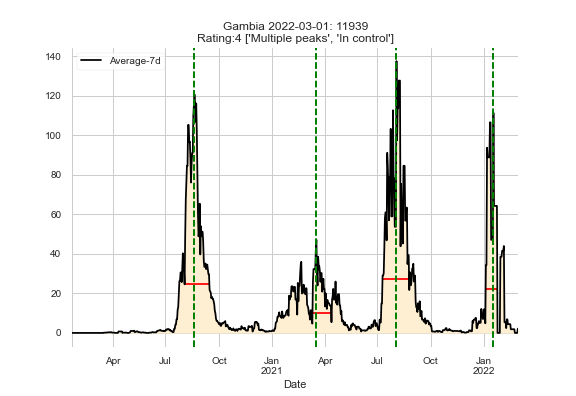 Gambia 2022-03-01: 11939
Rating:4 ['Multiple peaks', 'In control']
Average-7d
140
120
100
80
60
40
20
0
Apr Jul Oct Jan Apr Jul Oct Jan
2021 2022
Date